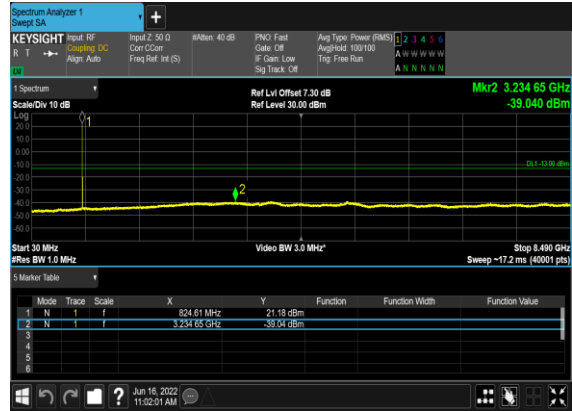 Spectrum Analyzer 1
Swept SA
+
KEYSIGHT Input: RF Input Z: 50 Ω #Atten: 40 dB PNO: Fast Avg Type: Power (RMS) 1 2 3 4 5 6
R T Coupling: DC Corr CCorr Gate: Off Avg|Hold: 100/100 A W W W W W
Align: Auto Freq Ref: Int (S) IF Gain: Low Trig: Free Run
Sig Track: Off A N N N N N
1 Spectrum Ref Lvl Offset 7.30 dB Mkr2 3.234 65 GHz
Scale/Div 10 dB Ref Level 30.00 dBm -39.040 dBm
Log
1
20.0
10.0
0.00
-10.0
DL1 -13.00 dBm
-20.0
-30.0
2
-40.0
-50.0
-60.0
Start 30 MHz Video BW 3.0 MHz* Stop 8.490 GHz
#Res BW 1.0 MHz Sweep ~17.2 ms (40001 pts)
5 Marker Table
Mode Trace Scale X Y Function Function Width Function Value
1 N 1 f 824.61 MHz 21.18 dBm
2 N 1 f 3.234 65 GHz -39.04 dBm
3
4
5
6
? Jun 16, 2022
11:02:01 AM